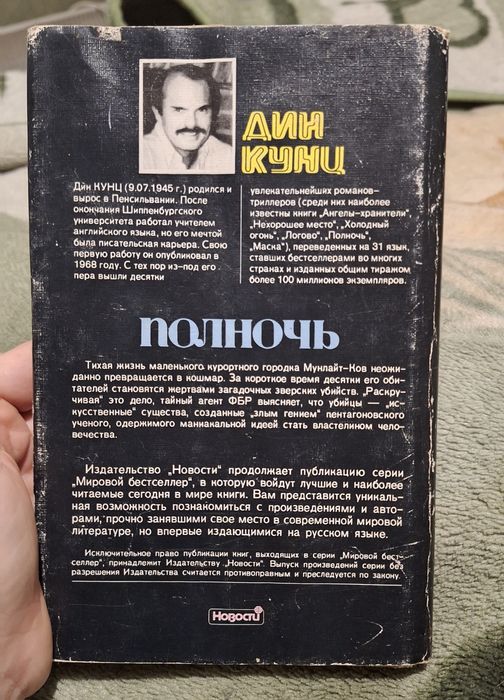 ДИН
КУНЦ
Дин КУНЦ (9.07.1945 г.) родился и
вырос в Пенсильвании. После
окончания Шиппенбургского
университета работал учителем
английского языка, но его мечтой
была писательская карьера. Свою
первую работу он опубликовал в
1968 году. С тех пор из-под его
пера вышли десятки
увлекательнейших романов-
триллеров (среди них наиболее
известны книги „Ангелы-хранители",
„Нехорошее место", „Холодный
огонь", „Логово", „Полночь",
„Маска"), переведенных на 31 язык,
ставших бестселлерами во многих
странах и изданных общим тиражом
более 100 миллионов экземпляров.
ПОЛНОЧЬ
Тихая жизнь маленького курортного городка Мунлайт-Ков неожи-
данно превращается в кошмар. За короткое время десятки его оби-
тателей становятся жертвами загадочных зверских убийств. „Раскру-
чивая" это дело, тайный агент ФБР выясняет, что убийцы — „ис-
кусственные" существа, созданные „злым гением" пентагоновского
ученого, одержимого маниакальной идеей стать властелином чело-
вечества.
Издательство „Новости" продолжает публикацию серии
„Мировой бестселлер", в которую войдут лучшие и наиболее
читаемые сегодня в мире книги. Вам представится уникаль-
ная возможность познакомиться с произведениями и авто-
рами, прочно занявшими свое место в современной мировой
литературе, но впервые издающимися на русском языке.
Исключительное право публикации книг, выходящих в серии „Мировой бест-
селлер", принадлежит Издательству „Новости". Выпуск произведений серии без
разрешения Издательства считается противоправным и преследуется по закону.
Новости